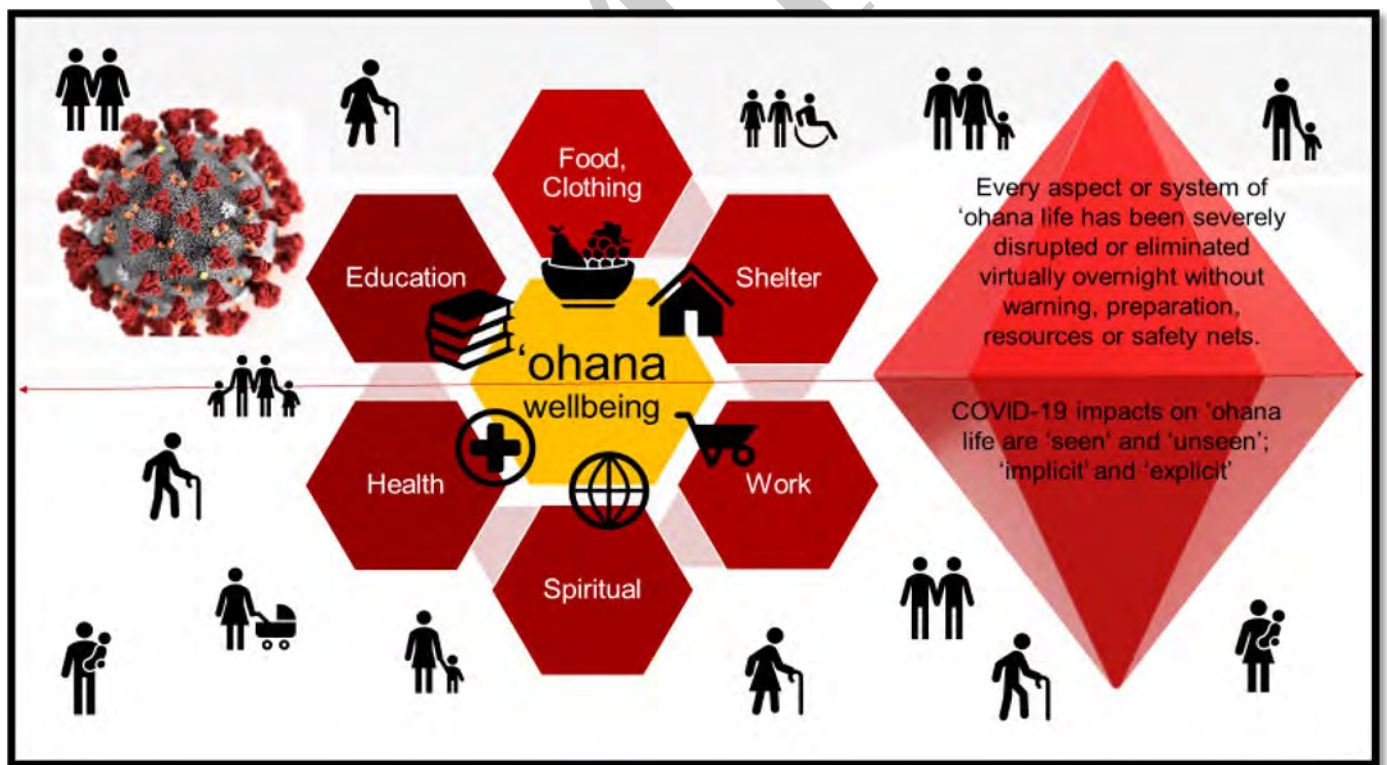 Food,
Clothing
Education
Shelter
‘ohana
wellbeing
Health
Work
Spiritual
Every aspect or system of
‘ohana life has been severely
disrupted or eliminated
virtually overnight without
warning, preparation,
resources or safety nets.
COVID-19 impacts on ‘ohana
life are ‘seen’ and ‘unseen’;
‘implicit’ and ‘explicit’